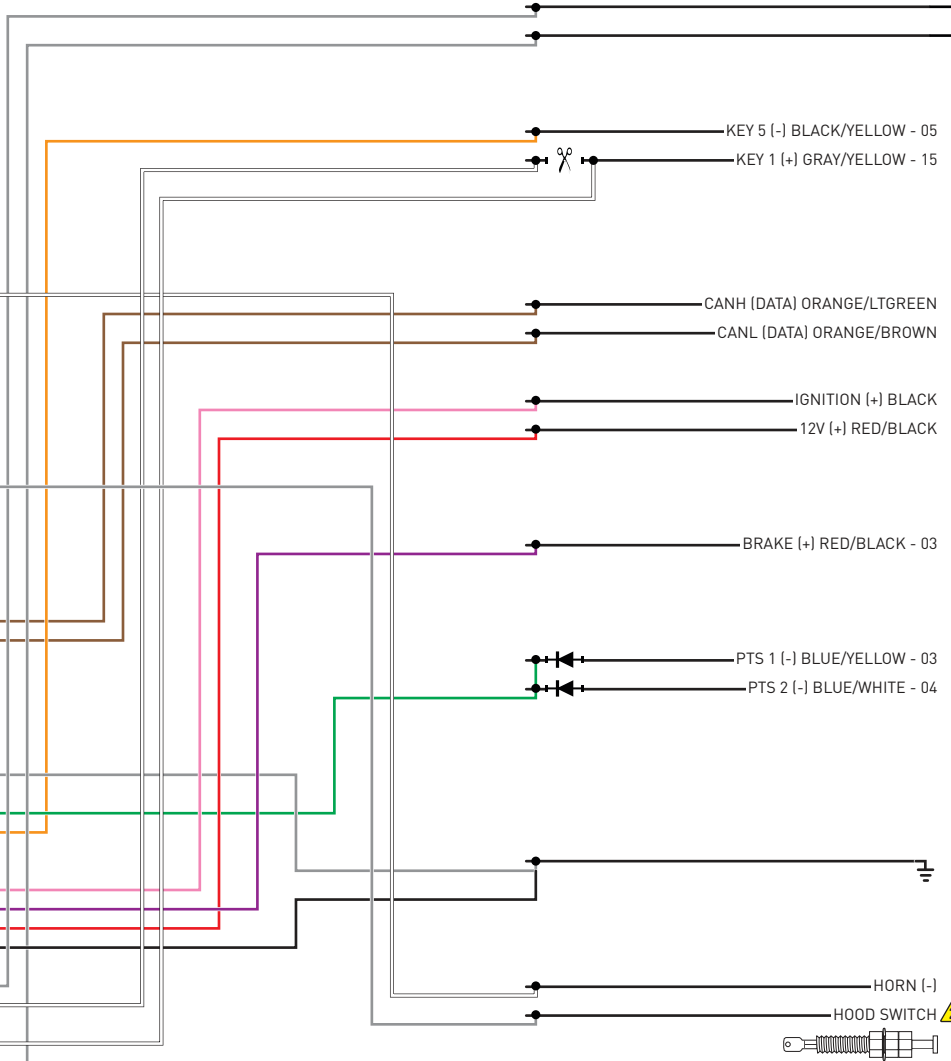 KEY 5 (-) BLACK/YELLOW - 05
KEY 1 (+) GRAY/YELLOW - 15
CANH (DATA) ORANGE/LTGREEN
CANL (DATA) ORANGE/BROWN
IGNITION (+) BLACK
12V (+) RED/BLACK
BRAKE (+) RED/BLACK - 03
PTS 1 (-) BLUE/YELLOW - 03
PTS 2 (-) BLUE/WHITE - 04
HORN (-)
HOOD SWITCH